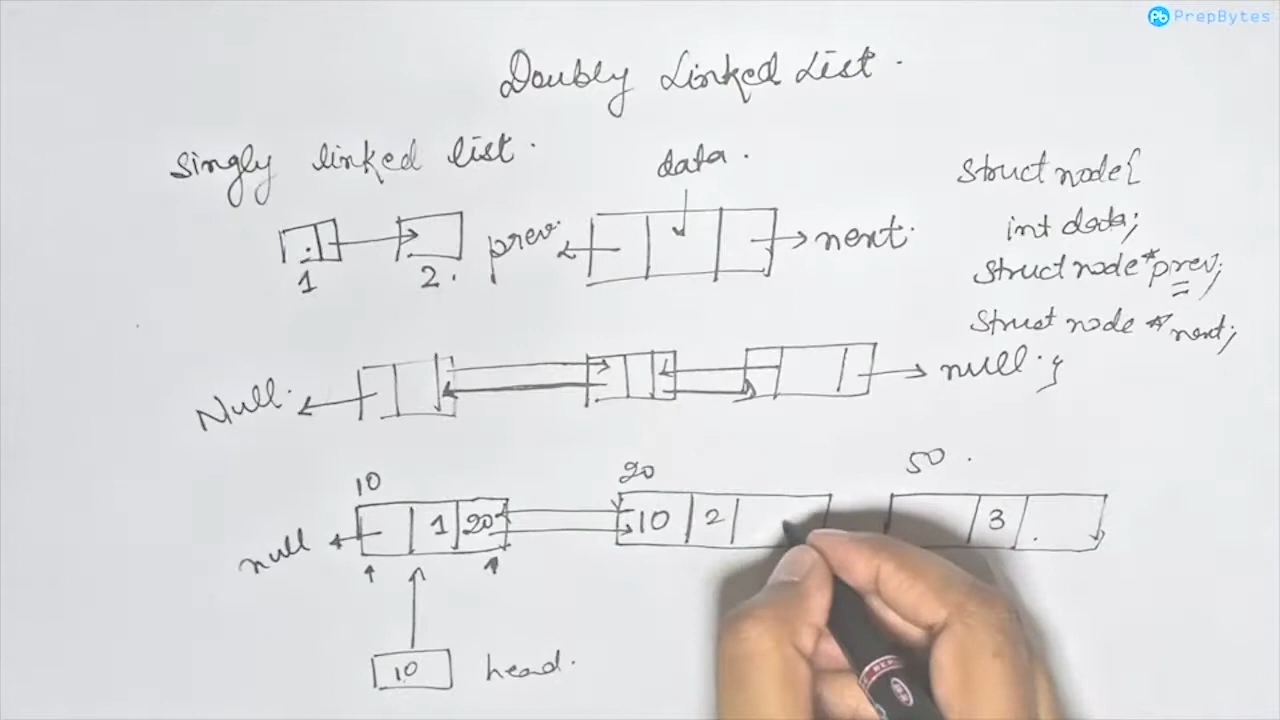 PrepBytes
Doubly Linked List.
Singly linked list.
data.
struct node{
int data;
struct node *prev;
struct node *next;
}
1
2.
prev.
next.
Null.
null.
10
20
50.
null
1
20
10
2
3
10
head.